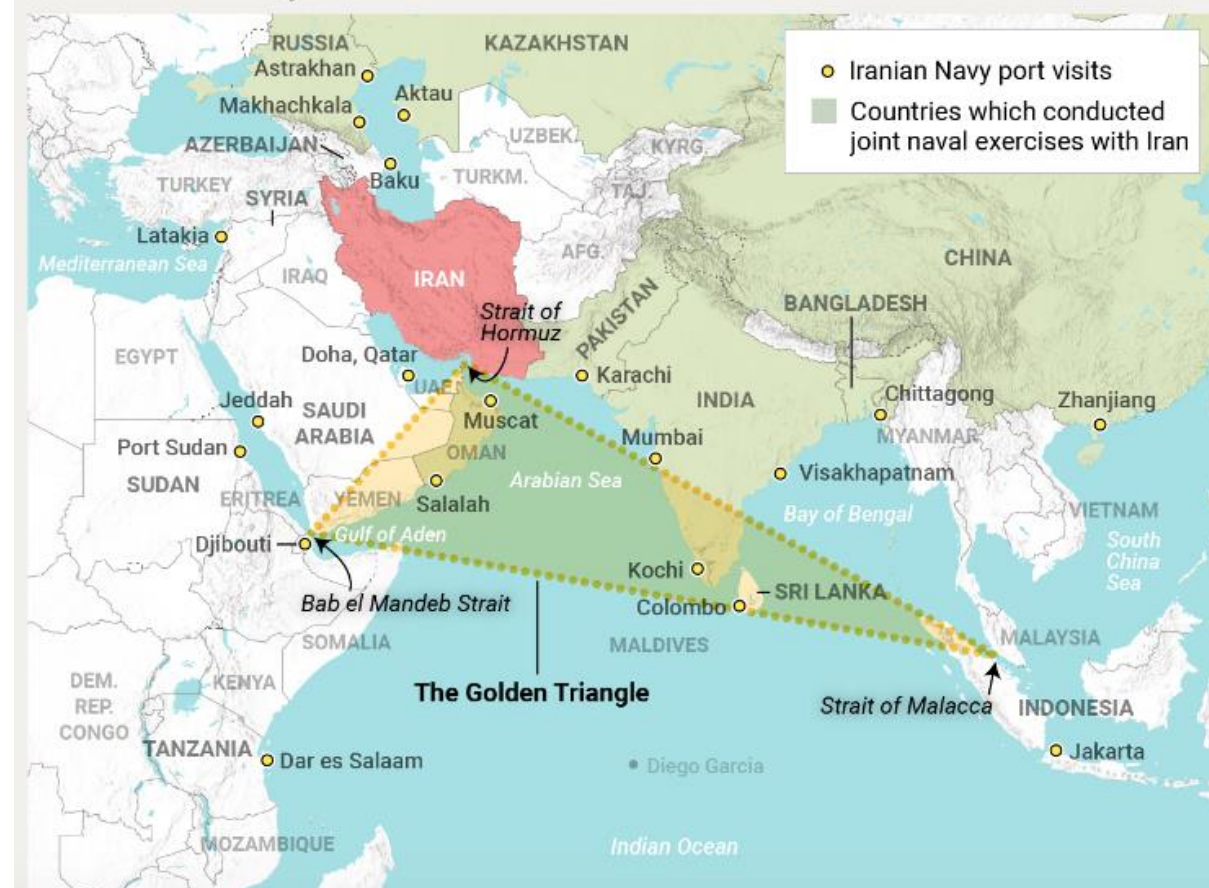 Iranian Navy port visits
Countries which conducted
joint naval exercises with Iran
RUSSIA
Astrakhan
KAZAKHSTAN
Makhachkala
Aktau
AZERBAIJAN
UZBEK.
KYRG.
Baku
TURKEY
TURKM.
TAJ.
SYRIA
Latakia
Mediterranean Sea
IRAQ
IRAN
AFG.
CHINA
Strait of
Hormuz
PAKISTAN
BANGLADESH
EGYPT
Doha, Qatar
UAE
Karachi
INDIA
Chittagong
Zhanjiang
Jeddah
SAUDI
ARABIA
Muscat
Mumbai
MYANMAR
Port Sudan
OMAN
SUDAN
Arabian Sea
Visakhapatnam
ERITREA
YEMEN
Salalah
Bay of Bengal
VIETNAM
Gulf of Aden
South
China
Sea
Djibouti
Kochi
SRI LANKA
Bab el Mandeb Strait
Colombo
SOMALIA
MALDIVES
MALAYSIA
DEM.
REP.
CONGO
KENYA
The Golden Triangle
Strait of Malacca
INDONESIA
TANZANIA
Dar es Salaam
Diego Garcia
Jakarta
MOZAMBIQUE
Indian Ocean